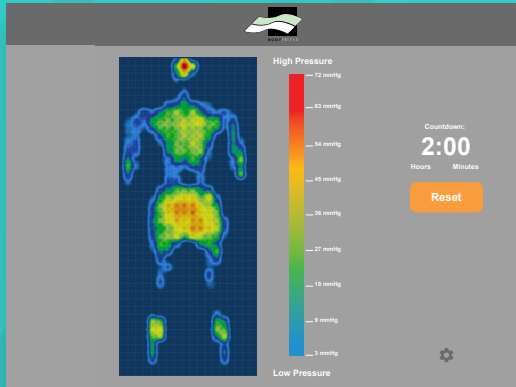 High Pressure
72 mmHg
63 mmHg
54 mmHg
45 mmHg
36 mmHg
27 mmHg
18 mmHg
9 mmHg
3 mmHg
Low Pressure
Countdown:
2:00
Hours Minutes
Reset